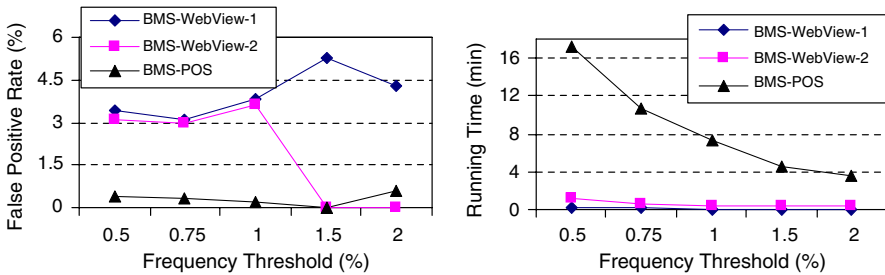 BMS-WebView-1
BMS-WebView-2
BMS-POS
False Positive Rate (%)
6
4.5
3
1.5
0
0.5 0.75 1 1.5 2
Frequency Threshold (%)
BMS-WebView-1
BMS-WebView-2
BMS-POS
Running Time (min)
16
12
8
4
0
0.5 0.75 1 1.5 2
Frequency Threshold (%)